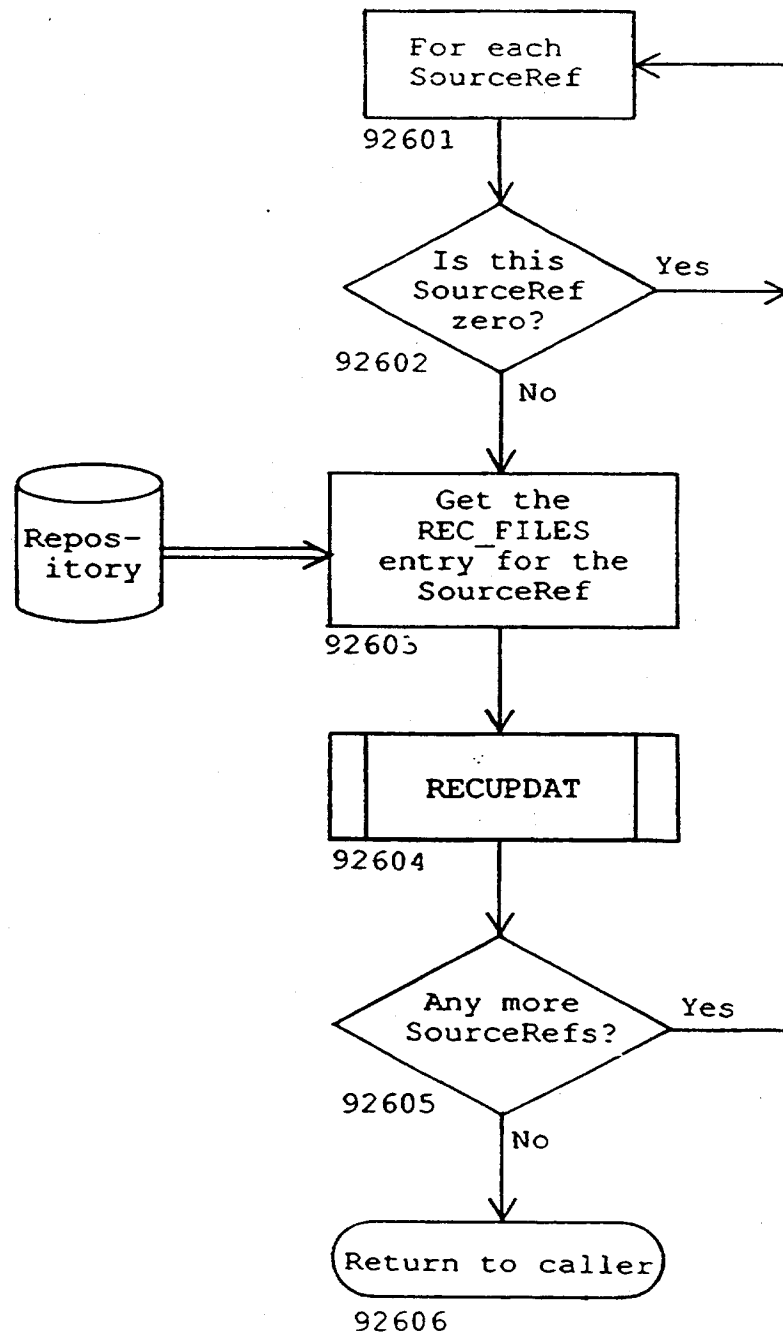 For each
SourceRef
92601
Is this
SourceRef
zero?
Yes
92602
No
Repos-
itory
Get the
REC_FILES
entry for the
SourceRef
92603
RECUPDAT
92604
Any more
SourceRefs?
Yes
92605
No
Return to caller
92606